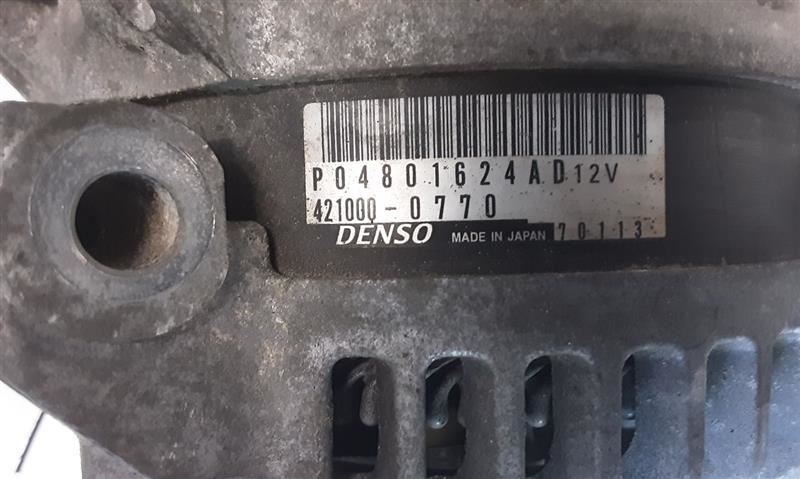 P04801624AD 12V
421000-0770
DENSO MADE IN JAPAN 70113